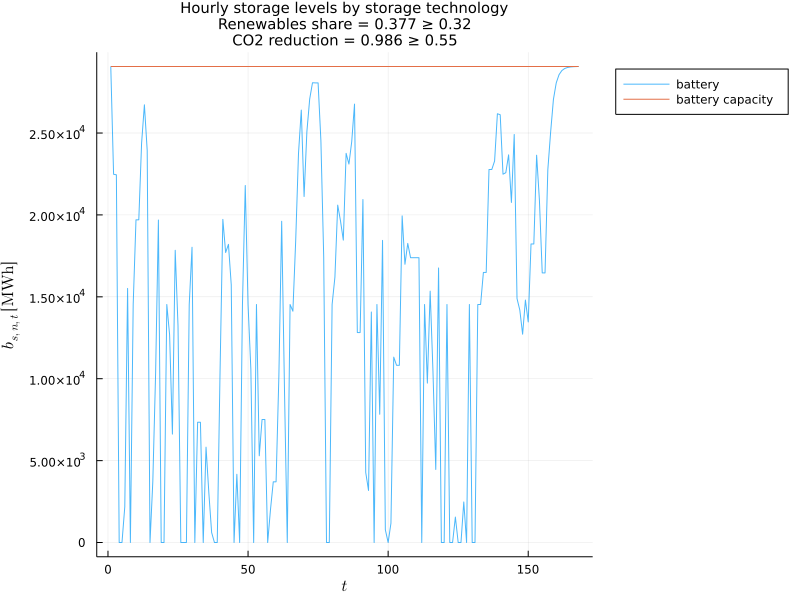 Hourly storage levels by storage technology
Renewables share = 0.377 ≥ 0.32
CO2 reduction = 0.986 ≥ 0.55
battery
battery capacity
2.50×10⁴
2.00×10⁴
1.50×10⁴
1.00×10⁴
5.00×10³
0
b_{s, n, t} [MWh]
0 50 100 150
t